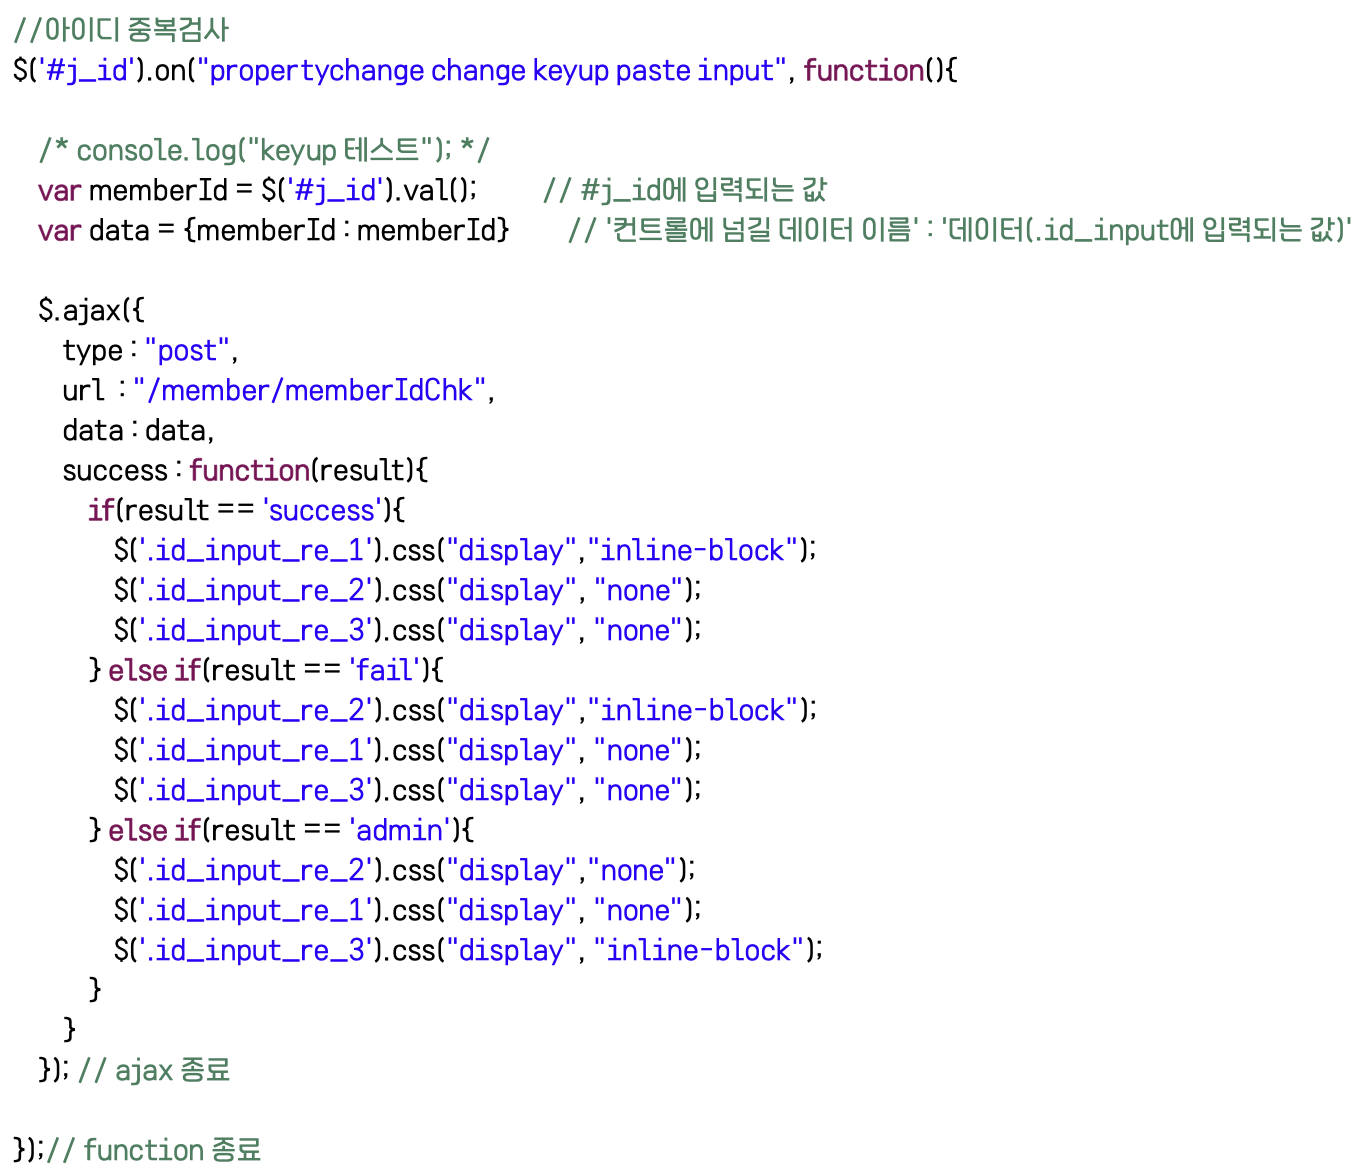 //아이디 중복검사
$('#j_id').on("propertychange change keyup paste input", function(){
/* console.log("keyup 테스트"); */
var memberId = $('#j_id').val(); // #j_id에 입력되는 값
var data = {memberId : memberId} // '컨트롤에 넘길 데이터 이름' : '데이터(.id_input에 입력되는 값)'
$.ajax({
type : "post",
url : "/member/memberIdChk",
data : data,
success : function(result){
if(result == 'success'){
$('.id_input_re_1').css("display","inline-block");
$('.id_input_re_2').css("display", "none");
$('.id_input_re_3').css("display", "none");
} else if(result == 'fail'){
$('.id_input_re_2').css("display","inline-block");
$('.id_input_re_1').css("display", "none");
$('.id_input_re_3').css("display", "none");
} else if(result == 'admin'){
$('.id_input_re_2').css("display","none");
$('.id_input_re_1').css("display", "none");
$('.id_input_re_3').css("display", "inline-block");
}
}
}); // ajax 종료
});// function 종료